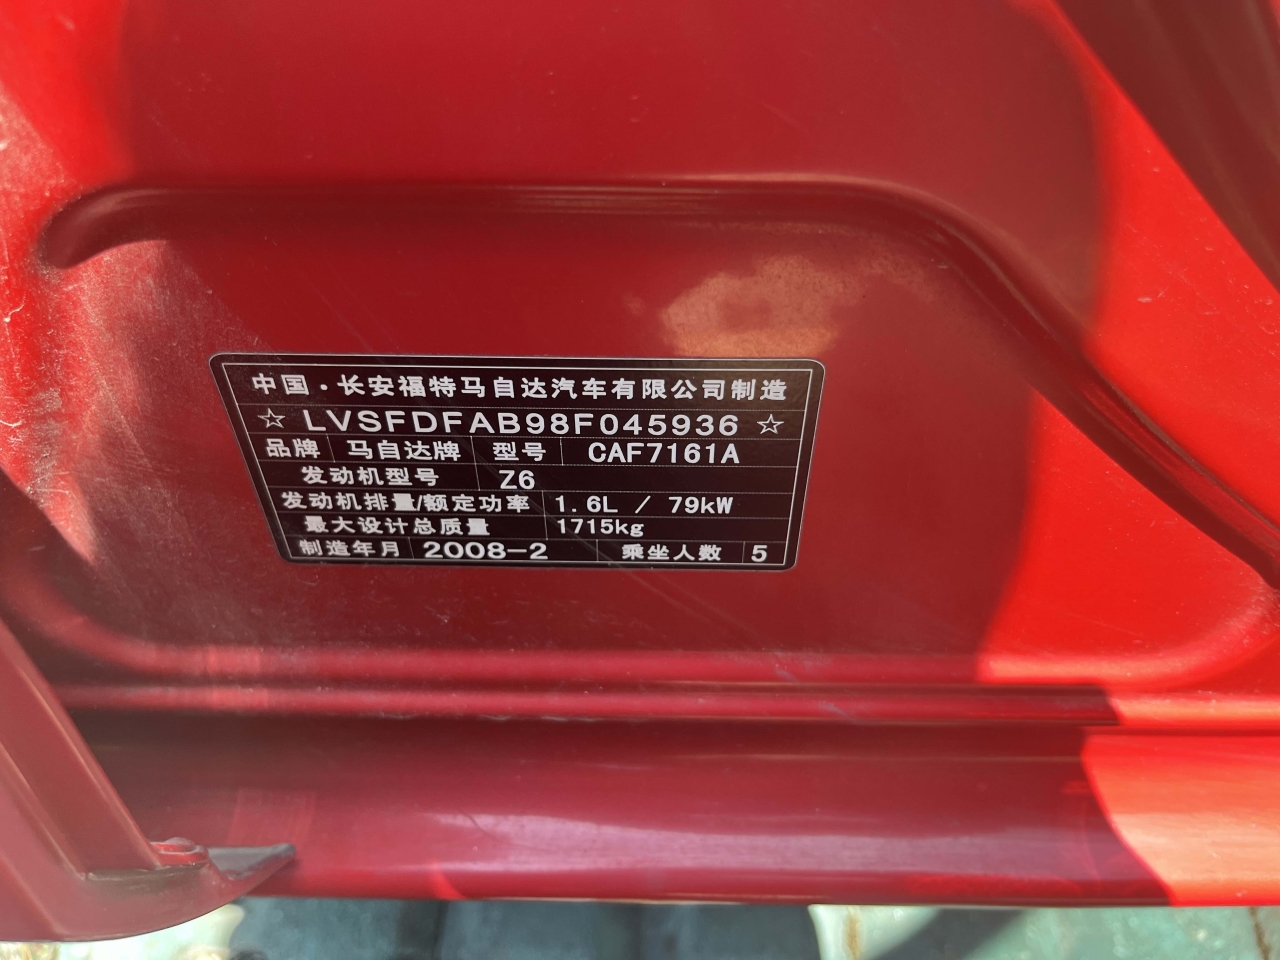 中国·长安福特马自达汽车有限公司制造
☆ LVSFDFAB98F045936 ☆
品牌 马自达牌 型号 CAF7161A
发动机型号 Z6
发动机排量/额定功率 1.6L / 79kW
最大设计总质量 1715kg
制造年月 2008-2 乘坐人数 5